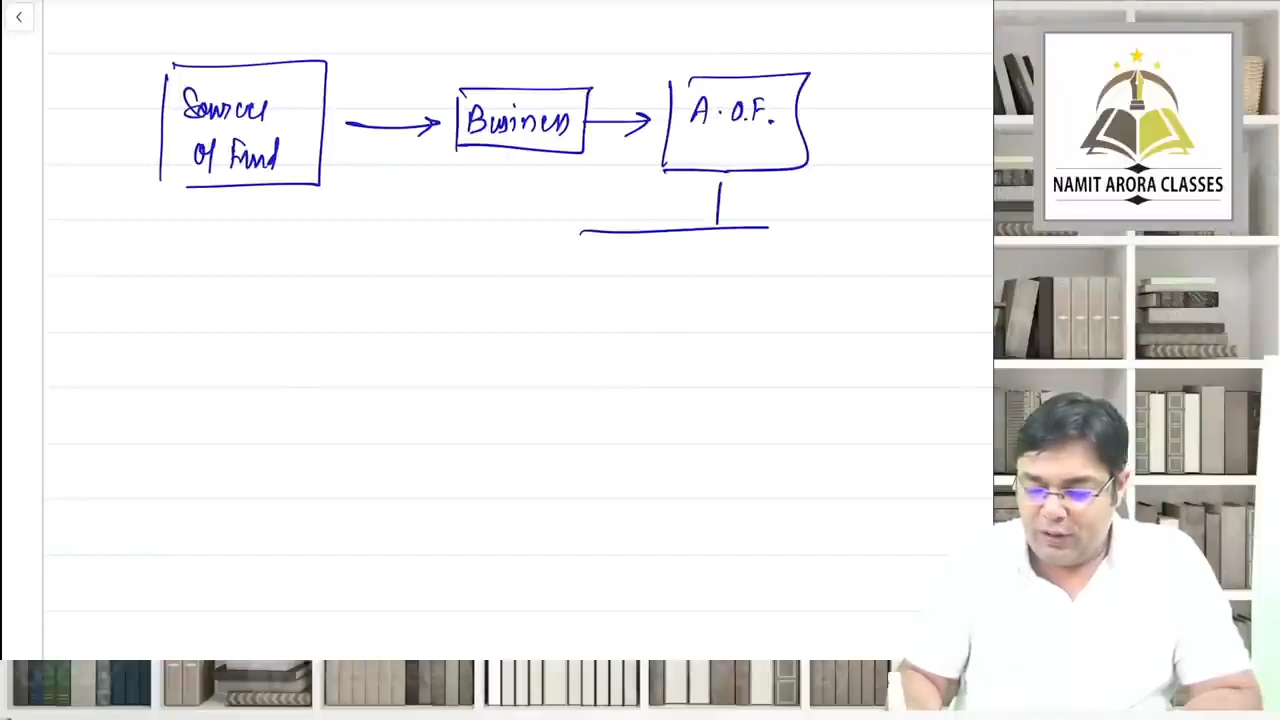 Sources
of Fund
Business
A.O.F.
NAMIT ARORA CLASSES